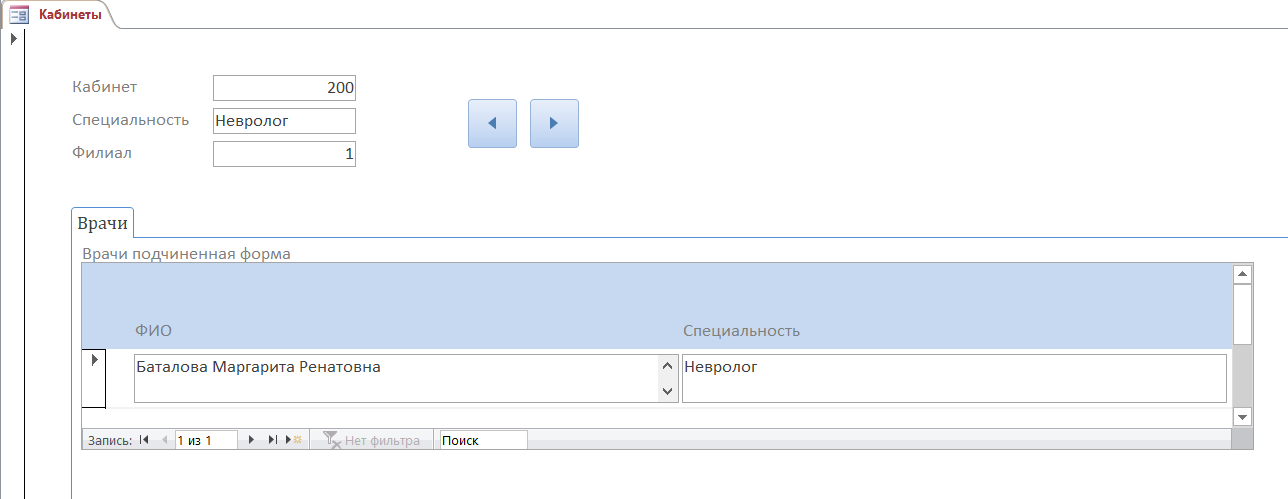 Кабинеты
Кабинет 200
Специальность Невролог
Филиал 1
Врачи
Врачи подчиненная форма
ФИО Специальность
Баталова Маргарита Ренатовна Невролог
Запись: 1 из 1 Нет фильтра Поиск